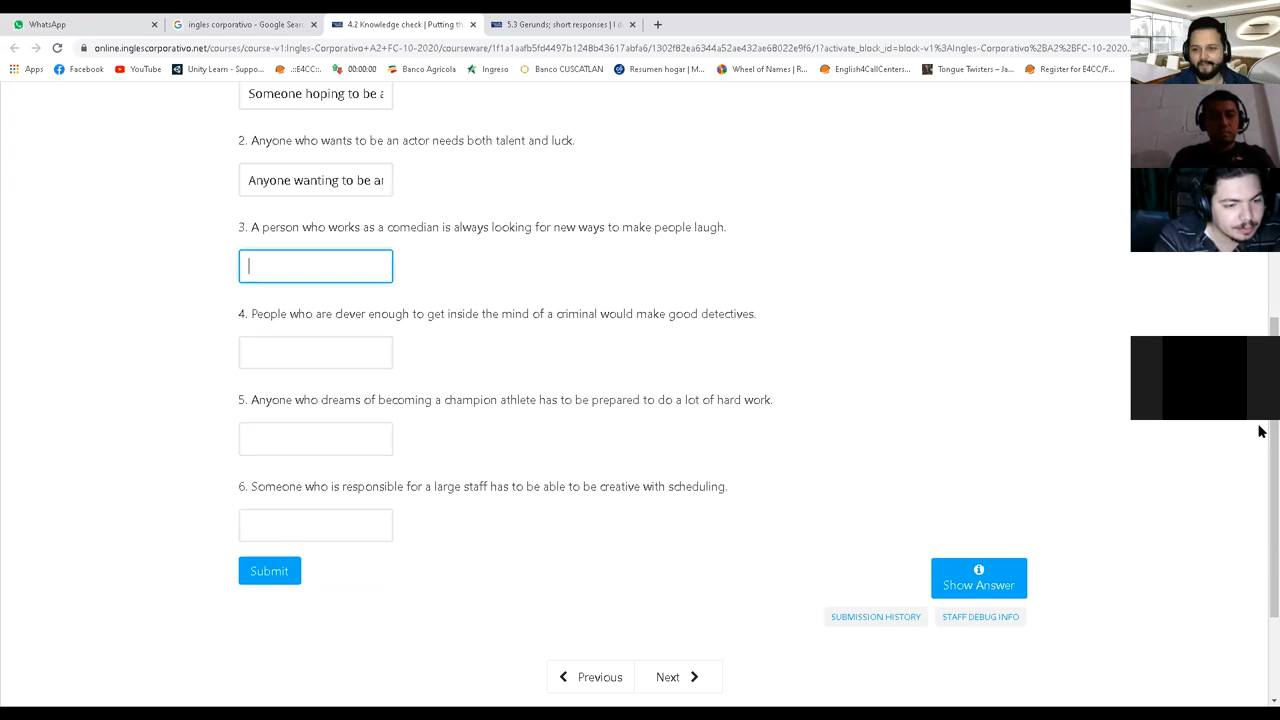 WhatsApp
ingles corporativo - Google Sear
4.2 Knowledge check | Putting th
5.3 Gerunds; short responses | I d
online.inglescorporativo.net/courses/course-v1:Ingles-Corporativo+A2+FC-10-2020/courseware/1f1a1aafb5fd4497b1248b43617abfa6/1302f82ea6344a52ae432ae68022e9f6/1?activate_block_id=block-v1%3AIngles-Corporativo%2BA2%2BFC-10-2020...
Apps
Facebook
YouTube
Unity Learn - Suppo...
.::E4CC::.
00:00:00
Banco Agrícola
Ingreso
Banco CUSCATLAN
Resumen hogar | M...
Wheel of Names | R...
English4CallCenters...
Tongue Twisters – Ja...
Register for E4CC/F...
Someone hoping to be a
2. Anyone who wants to be an actor needs both talent and luck.
Anyone wanting to be an
3. A person who works as a comedian is always looking for new ways to make people laugh.
4. People who are clever enough to get inside the mind of a criminal would make good detectives.
5. Anyone who dreams of becoming a champion athlete has to be prepared to do a lot of hard work.
6. Someone who is responsible for a large staff has to be able to be creative with scheduling.
Submit
Show Answer
SUBMISSION HISTORY
STAFF DEBUG INFO
Previous
Next